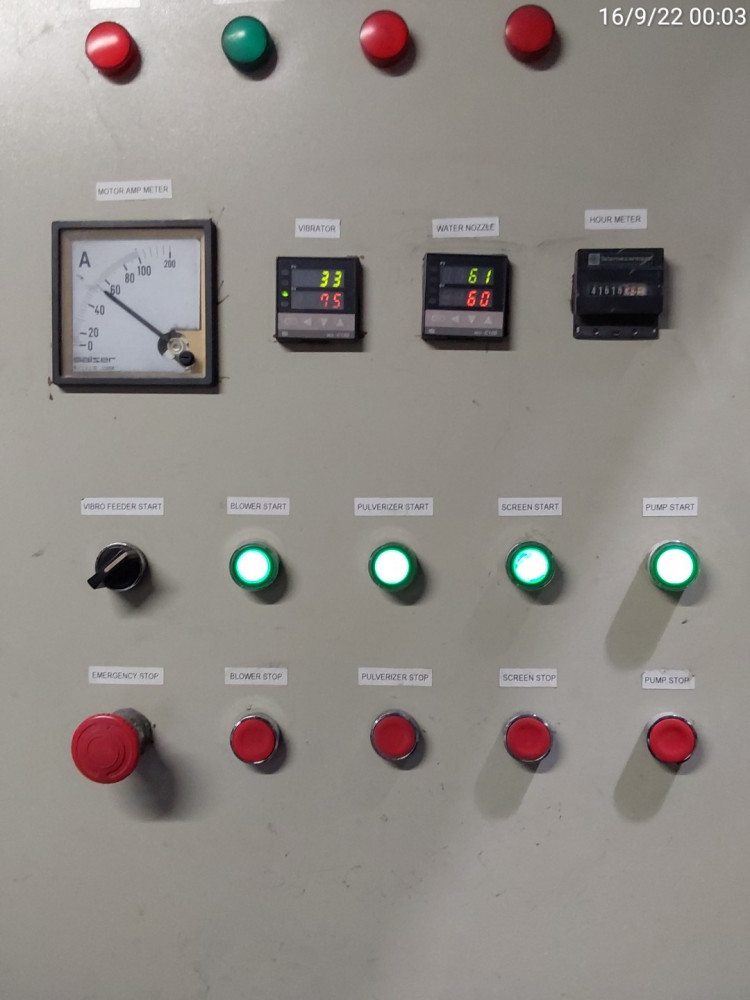 16/9/22 00:03
MOTOR AMP METER
VIBRATOR
WATER NOZZLE
HOUR METER
A
0
20
40
60
80
100
200
33
75
61
60
VIBRO FEEDER START
BLOWER START
PULVERIZER START
SCREEN START
PUMP START
EMERGENCY STOP
BLOWER STOP
PULVERIZER STOP
SCREEN STOP
PUMP STOP